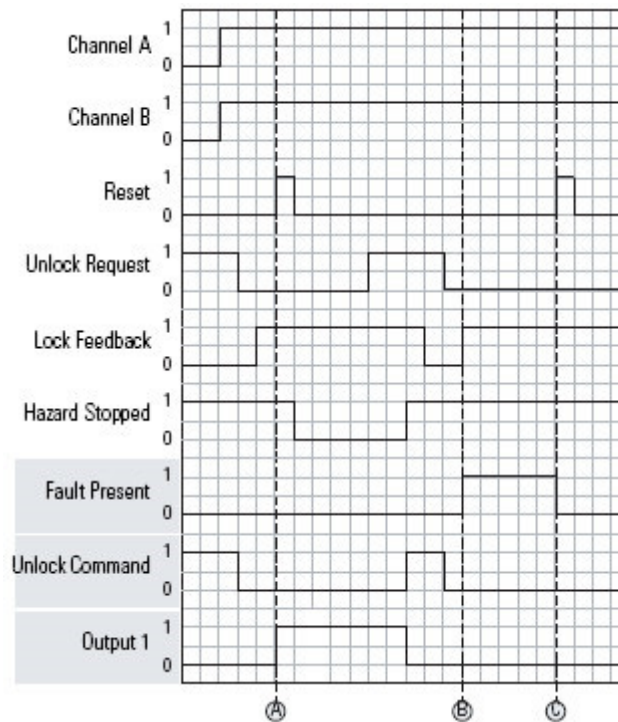 Channel A 1
0
Channel B 1
0
Reset 1
0
Unlock Request 1
0
Lock Feedback 1
0
Hazard Stopped 1
0
Fault Present 1
0
Unlock Command 1
0
Output 1 1
0
Ⓐ Ⓑ Ⓒ